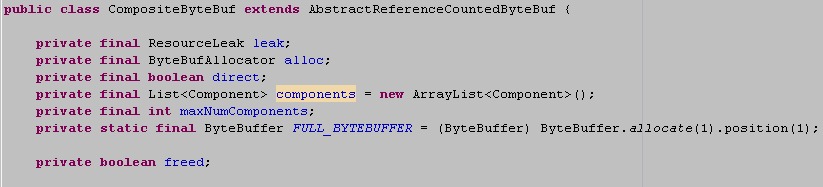 public class CompositeByteBuf extends AbstractReferenceCountedByteBuf {
private final ResourceLeak leak;
private final ByteBufAllocator alloc;
private final boolean direct;
private final List<Component> components = new ArrayList<Component>();
private final int maxNumComponents;
private static final ByteBuffer FULL_BYTEBUFFER = (ByteBuffer) ByteBuffer.allocate(1).position(1);
private boolean freed;